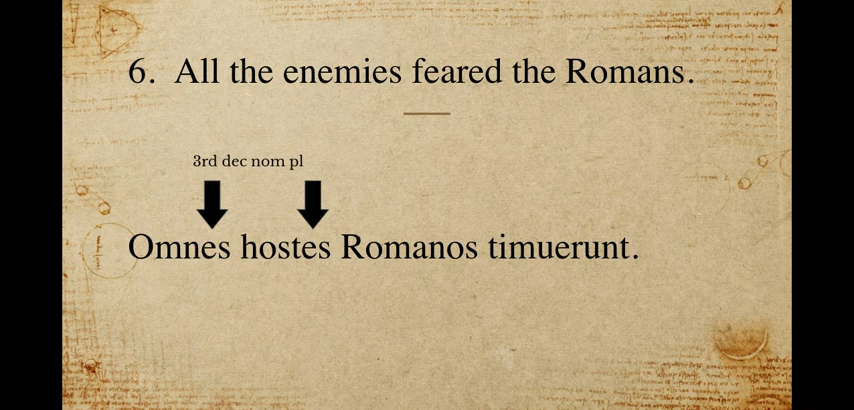 6. All the enemies feared the Romans.
3rd dec nom pl
Omnes hostes Romanos timuerunt.